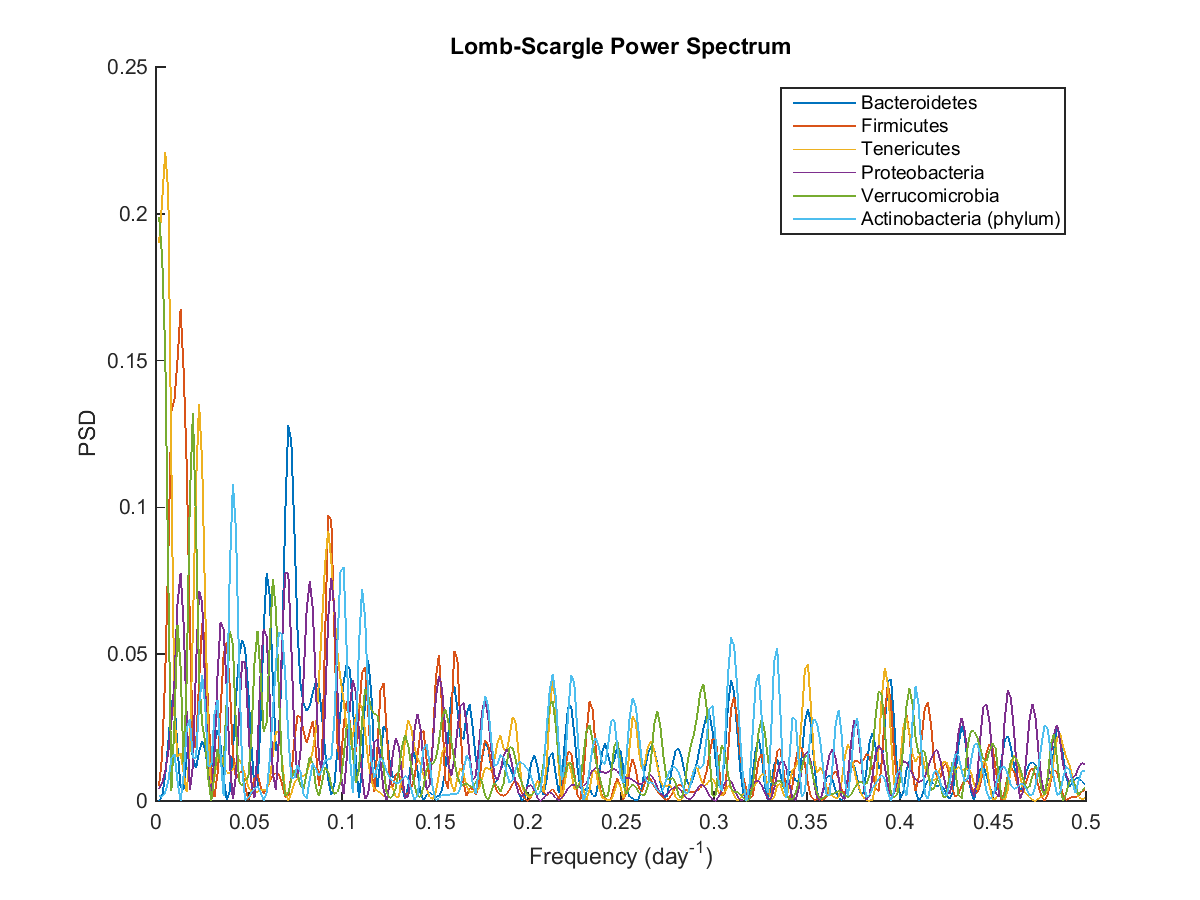 Lomb-Scargle Power Spectrum
0.25
0.2
0.15
0.1
0.05
0
PSD
Bacteroidetes
Firmicutes
Tenericutes
Proteobacteria
Verrucomicrobia
Actinobacteria (phylum)
0 0.05 0.1 0.15 0.2 0.25 0.3 0.35 0.4 0.45 0.5
Frequency (day⁻¹)